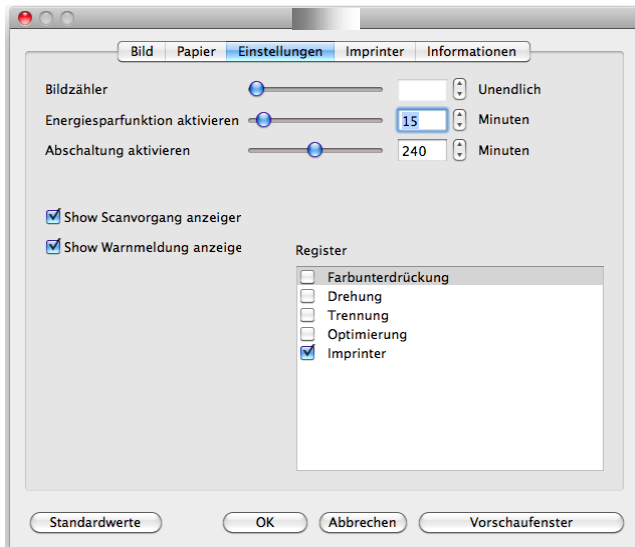 Bild Papier Einstellungen Imprinter Informationen
Bildzähler Unendlich
Energiesparfunktion aktivieren 15 Minuten
Abschaltung aktivieren 240 Minuten
Show Scanvorgang anzeiger
Show Warnmeldung anzeige
Register
Farbunterdrückung
Drehung
Trennung
Optimierung
Imprinter
Standardwerte OK Abbrechen Vorschaufenster